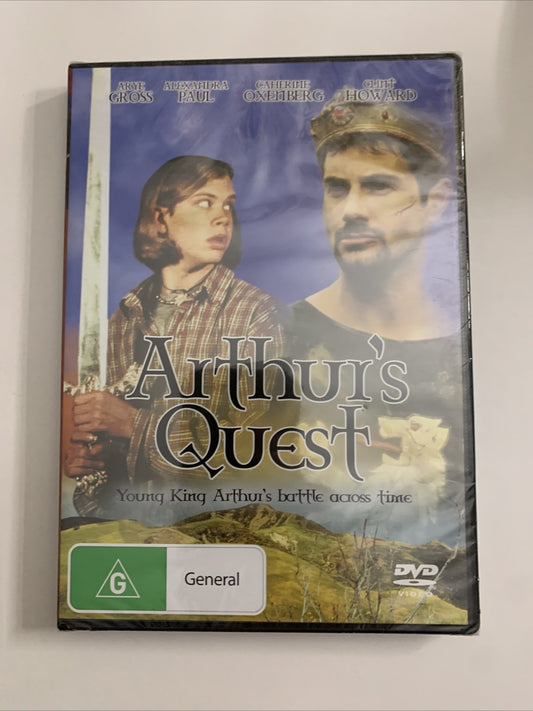 ARYE ALEXANDRA CATHERINE CLINT
GROSS PAUL OXENBERG HOWARD
Arthur's
Quest
Young King Arthur's battle across time
G General
DVD
VIDEO